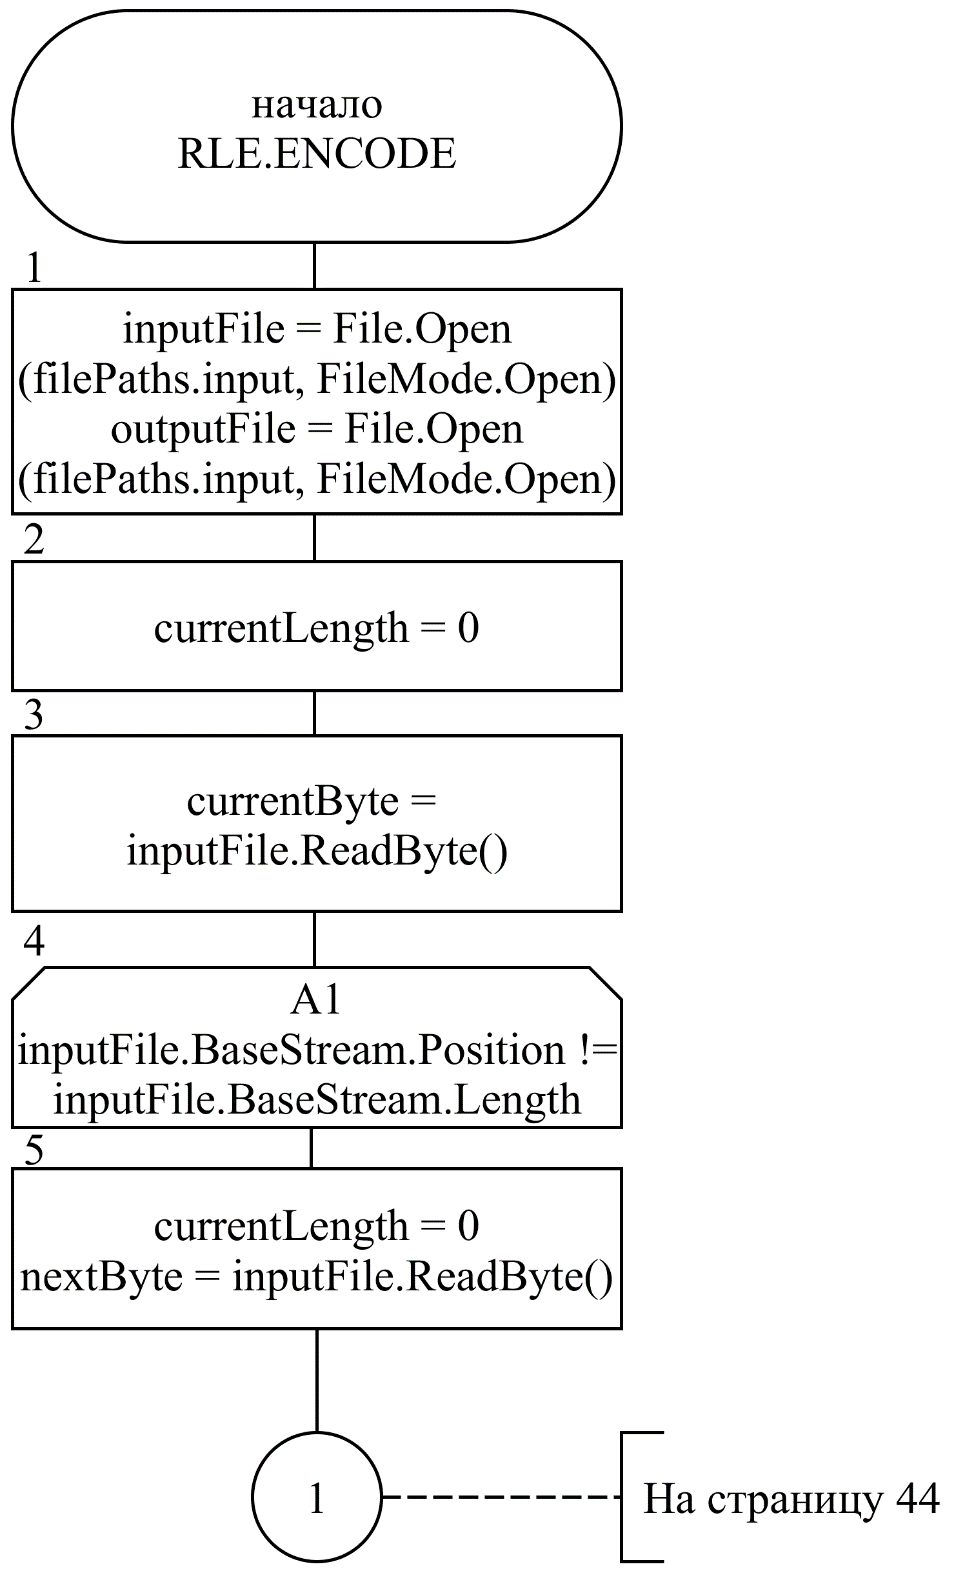 начало
RLE.ENCODE
1
inputFile = File.Open
(filePaths.input, FileMode.Open)
outputFile = File.Open
(filePaths.input, FileMode.Open)
2
currentLength = 0
3
currentByte =
inputFile.ReadByte()
4
A1
inputFile.BaseStream.Position !=
inputFile.BaseStream.Length
5
currentLength = 0
nextByte = inputFile.ReadByte()
1
На страницу 44